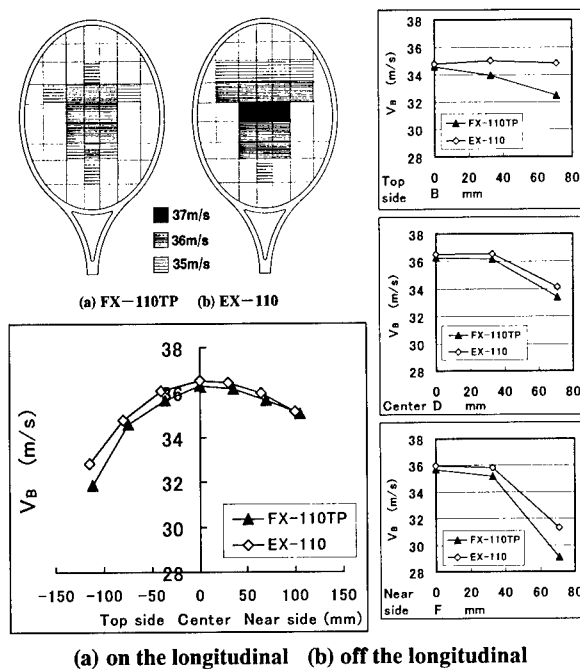 37m/s
36m/s
35m/s
(a) FX-110TP (b) EX-110
38
36
34
32
30
28
VB (m/s)
FX-110TP
EX-110
-150 -100 -50 0 50 100 150
Top side Center Near side (mm)
38
36
34
32
30
28
VB (m/s)
FX-110TP
EX-110
0 20 40 60 80
Top side B mm
38
36
34
32
30
28
VB (m/s)
FX-110TP
EX-110
0 20 40 60 80
Center D mm
38
36
34
32
30
28
VB (m/s)
FX-110TP
EX-110
0 20 40 60 80
Near side F mm
(a) on the longitudinal (b) off the longitudinal